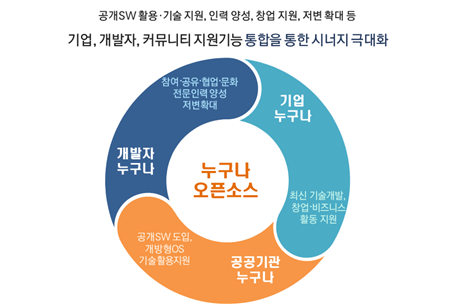 공개SW 활용·기술 지원, 인력 양성, 창업 지원, 저변 확대 등
기업, 개발자, 커뮤니티 지원기능 통합을 통한 시너지 극대화
참여·공유·협업·문화
전문인력 양성
저변확대
기업
누구나
개발자
누구나
누구나
오픈소스
최신 기술개발,
창업·비즈니스
활동 지원
공개SW 도입,
개방형OS
기술활용지원
공공기관
누구나